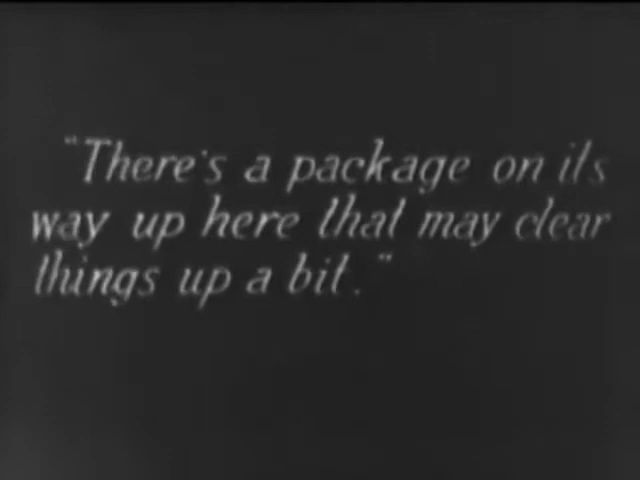 "There's a package on its
way up here that may clear
things up a bit."